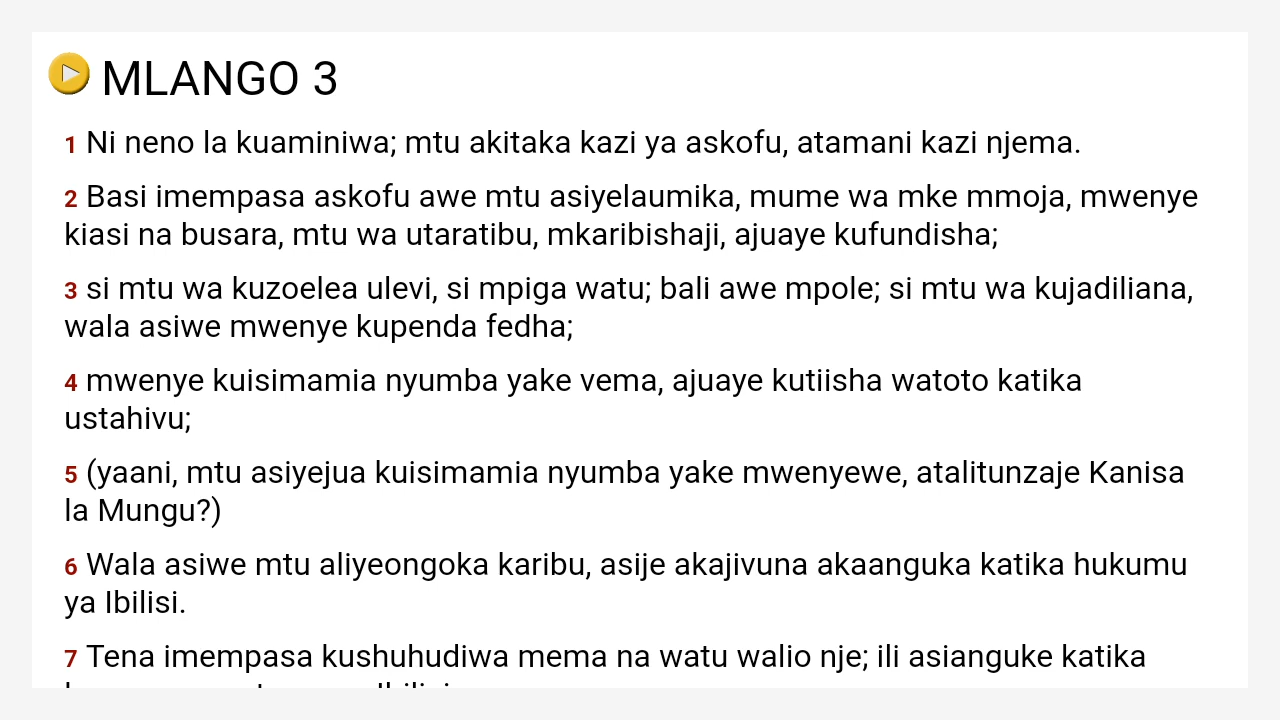 MLANGO 3
1 Ni neno la kuaminiwa; mtu akitaka kazi ya askofu, atamani kazi njema.
2 Basi imempasa askofu awe mtu asiyelaumika, mume wa mke mmoja, mwenye
kiasi na busara, mtu wa utaratibu, mkaribishaji, ajuaye kufundisha;
3 si mtu wa kuzoelea ulevi, si mpiga watu; bali awe mpole; si mtu wa kujadiliana,
wala asiwe mwenye kupenda fedha;
4 mwenye kuisimamia nyumba yake vema, ajuaye kutiisha watoto katika
ustahivu;
5 (yaani, mtu asiyejua kuisimamia nyumba yake mwenyewe, atalitunzaje Kanisa
la Mungu?)
6 Wala asiwe mtu aliyeongoka karibu, asije akajivuna akaanguka katika hukumu
ya Ibilisi.
7 Tena imempasa kushuhudiwa mema na watu walio nje; ili asianguke katika